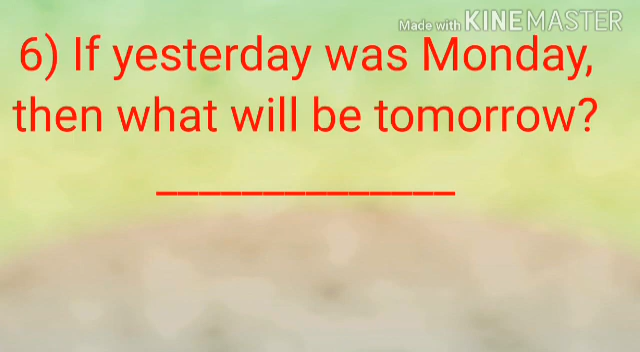 Made with KINEMASTER
6) If yesterday was Monday,
then what will be tomorrow?
______________